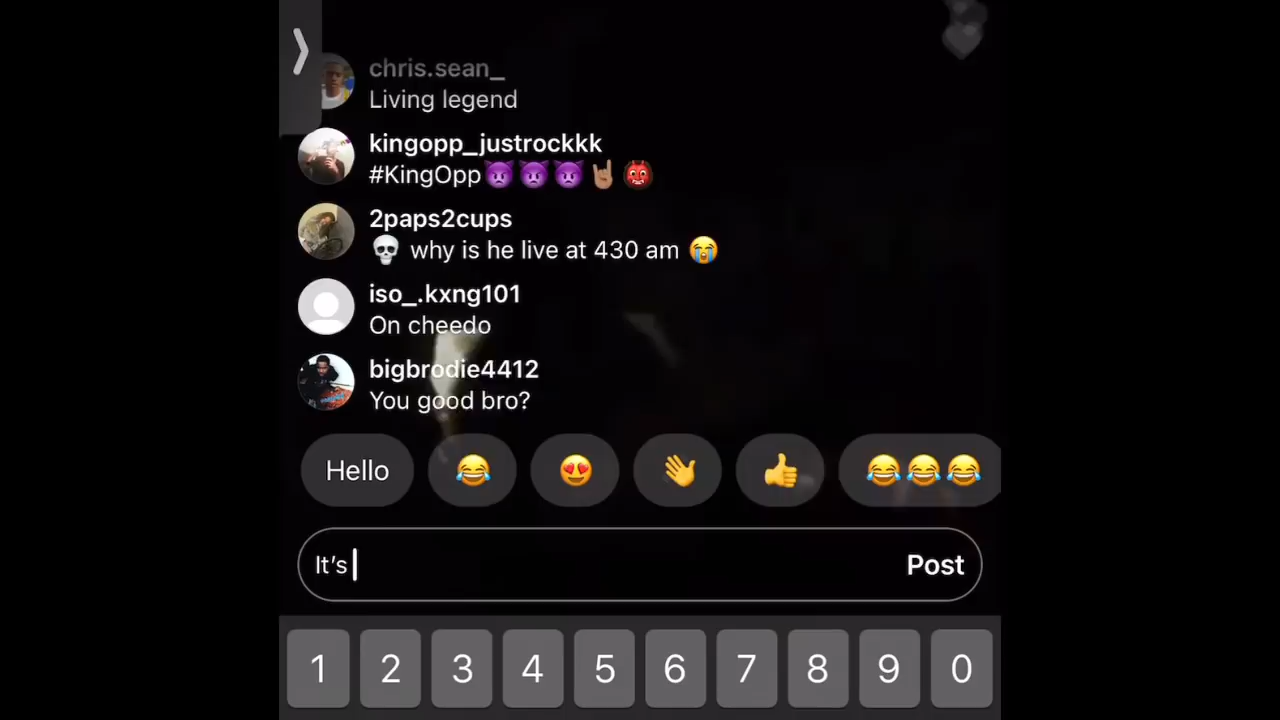 chris.sean_
Living legend
kingopp_justrockkk
#KingOpp😈😈😈🤘🏽👹
2paps2cups
💀 why is he live at 430 am 😭
iso_.kxng101
On cheedo
bigbrodie4412
You good bro?
Hello 😂 😍 👋 👍 😂😂😂
It's Post
1 2 3 4 5 6 7 8 9 0